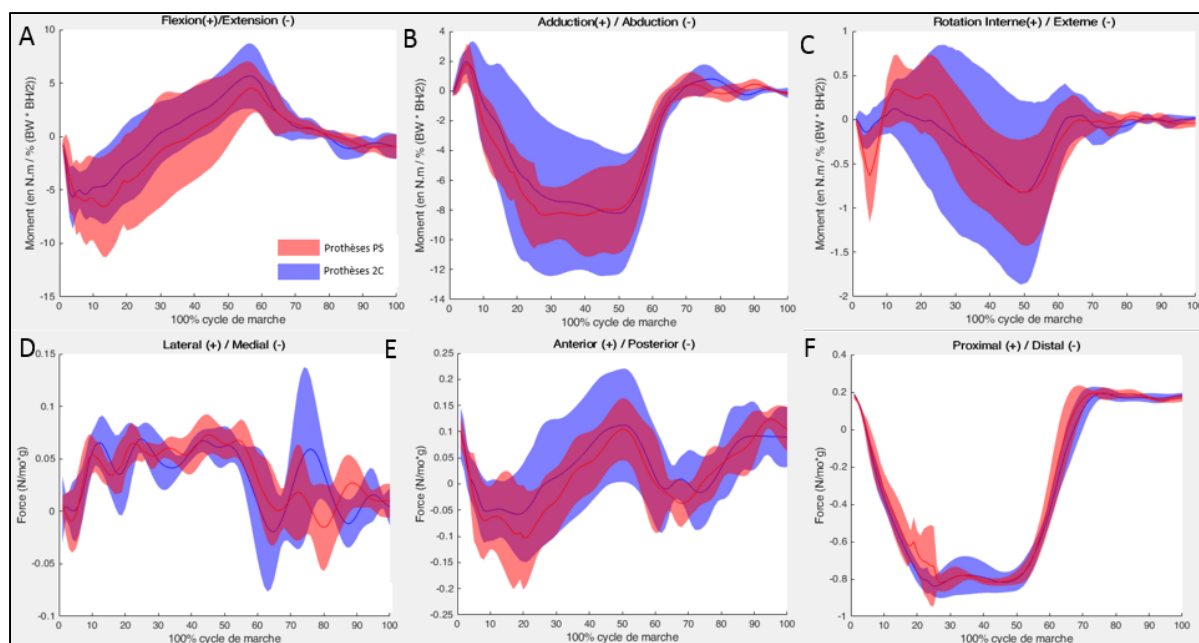 A
Flexion(+)/Extension (-)
Moment (en N.m / % (BW * BH/2))
10
5
0
-5
-10
-15
1 10 20 30 40 50 60 70 80 90 100
100% cycle de marche
Prothèses PS
Prothèses 2C
B
Adduction(+) / Abduction (-)
Moment (en N.m / % (BW * BH/2))
4
2
0
-2
-4
-6
-8
-10
-12
-14
1 10 20 30 40 50 60 70 80 90 100
100% cycle de marche
C
Rotation Interne(+) / Externe (-)
Moment (en N.m / % (BW * BH/2))
1
0.5
0
-0.5
-1
-1.5
-2
1 10 20 30 40 50 60 70 80 90 100
100% cycle de marche
D
Lateral (+) / Medial (-)
Force (N/mo*g)
0.15
0.1
0.05
0
-0.05
-0.1
1 10 20 30 40 50 60 70 80 90 100
100% cycle de marche
E
Anterior (+) / Posterior (-)
Force (N/mo*g)
0.25
0.2
0.15
0.1
0.05
0
-0.05
-0.1
-0.15
-0.2
0.25
1 10 20 30 40 50 60 70 80 90 100
100% cycle de marche
F
Proximal (+) / Distal (-)
Force (N/mo*g)
0.4
0.2
0
-0.2
-0.4
-0.6
-0.8
-1
1 10 20 30 40 50 60 70 80 90 100
100% cycle de marche